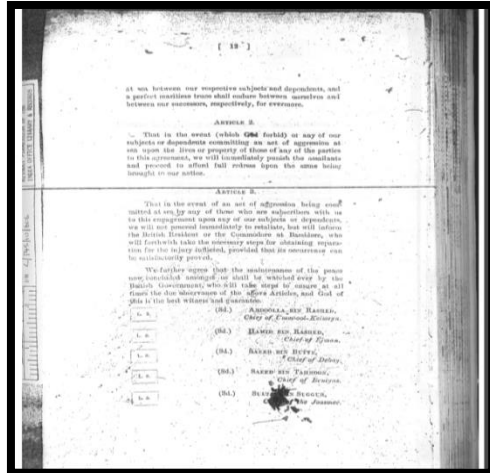 [ 19 ]
at sea between our respective subjects and dependents, and
a perfect maritime truce shall endure between ourselves and
between our successors, respectively, for evermore.
ARTICLE 2.
That in the event (which God forbid) of any of our
subjects or dependents committing an act of aggression at
sea upon the lives or property of those of any of the parties
to this agreement, we will immediately punish the assailants
and proceed to afford full redress upon the same being
brought to our notice.
ARTICLE 3.
That in the event of an act of aggression being com-
mitted at sea by any of those who are subscribers with us
to this engagement upon any of our subjects or dependents,
we will not proceed immediately to retaliate, but will inform
the British Resident or the Commodore at Bassidore, who
will forthwith take the necessary steps for obtaining repara-
tion for the injury inflicted, provided that its occurrence can
be satisfactorily proved.
We further agree that the maintenance of the peace
now concluded amongst us shall be watched over by the
British Government, who will take steps to ensure at all
times the due observance of the above Articles, and God of
this is the best witness and guarantee.
L. S. (Sd.) ABDOOLLA BIN RASHED,
Chief of
L. S. (Sd.) HAMID BIN RASHED,
Chief of Ejman.
L. S. (Sd.) SAEED BIN BUTYE,
Chief of Debay.
L. S. (Sd.) SAEED BIN TAHNOON,
Chief of
L. S. (Sd.) SUGGUR,
the